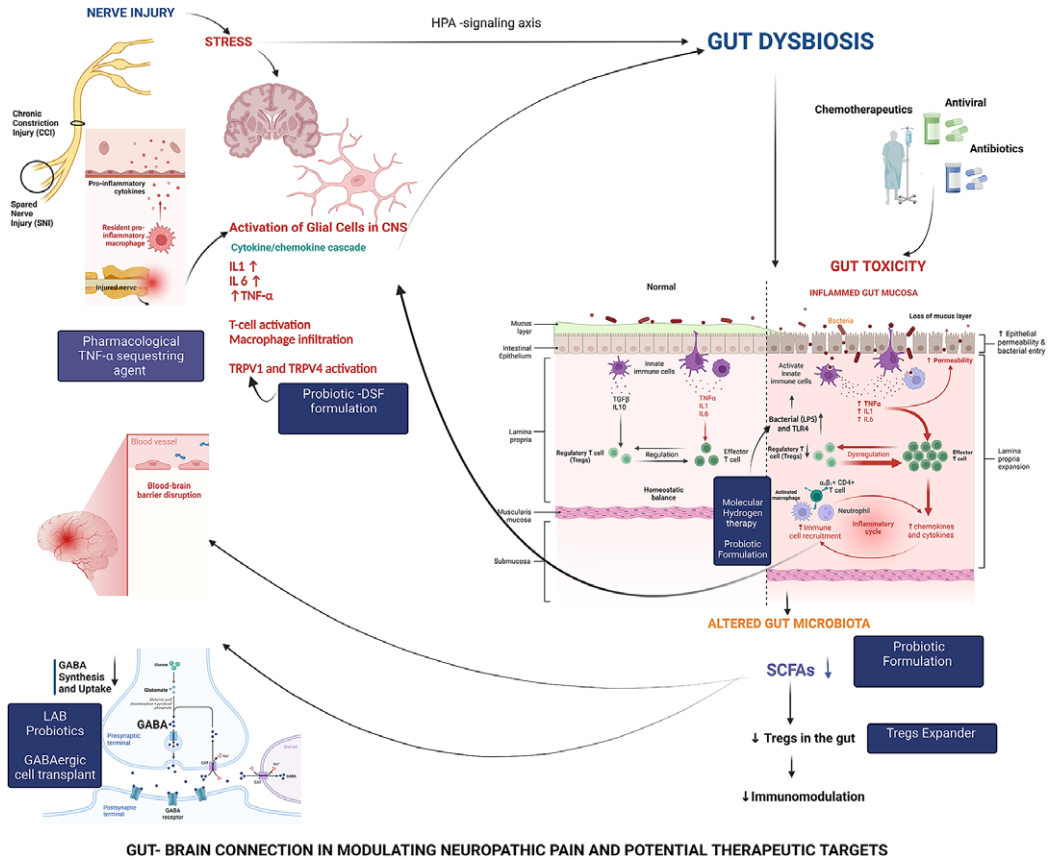 NERVE INJURY
HPA -signaling axis
STRESS
GUT DYSBIOSIS
Chronic
Constriction
Injury (CCI)
Pro-inflammatory
cytokines
Spared
Nerve
Injury (SNI)
Resident pro-
inflammatory
macrophage
Injured nerve
Activation of Glial Cells in CNS
Cytokine/chemokine cascade
IL1 ↑
IL 6 ↑
↑TNF-α
T-cell activation
Macrophage infiltration
TRPV1 and TRPV4 activation
Pharmacological
TNF-α sequestring
agent
Probiotic -DSF
formulation
Chemotherapeutics
Antiviral
Antibiotics
GUT TOXICITY
Normal
INFLAMMED GUT MUCOSA
Mucus
layer
Intestinal
Epithelium
Bacteria
Loss of mucus layer
↑ Epithelial
permeability &
bacterial entry
Innate
immune cells
TGFβ
IL10
TNFα
IL1
IL6
Activate
Innate
immune cells
↑ Permeability
↑ TNFα
↑ IL1
↑ IL6
Bacterial (LPS)
and TLR4
Lamina
propria
Regulatory T cell
(Tregs)
Regulation
Effector
T cell
Regulatory T
cell (Tregs)
Dysregulation
Effector
T cell
Lamina
propria
expansion
Homeostatic
balance
Molecular
Hydrogen
therapy
Probiotic
Formulation
α₄β₇+ CD4+
T cell
Activated
macrophage
Neutrophil
↑Immune
cell recruitment
Inflammatory
cycle
↑ chemokines
and cytokines
Muscularis
mucosa
Submucosa
Blood vessel
Blood-brain
barrier disruption
ALTERED GUT MICROBIOTA
SCFAs ↓
Probiotic
Formulation
↓ Tregs in the gut
Tregs Expander
↓Immunomodulation
GABA
Synthesis
and Uptake
LAB
Probiotics
GABAergic
cell transplant
Glucose
Glutamate
GABA
Presynaptic
terminal
GAT
GAT
GABA
Postsynaptic
terminal
GABA
receptor
GUT- BRAIN CONNECTION IN MODULATING NEUROPATHIC PAIN AND POTENTIAL THERAPEUTIC TARGETS